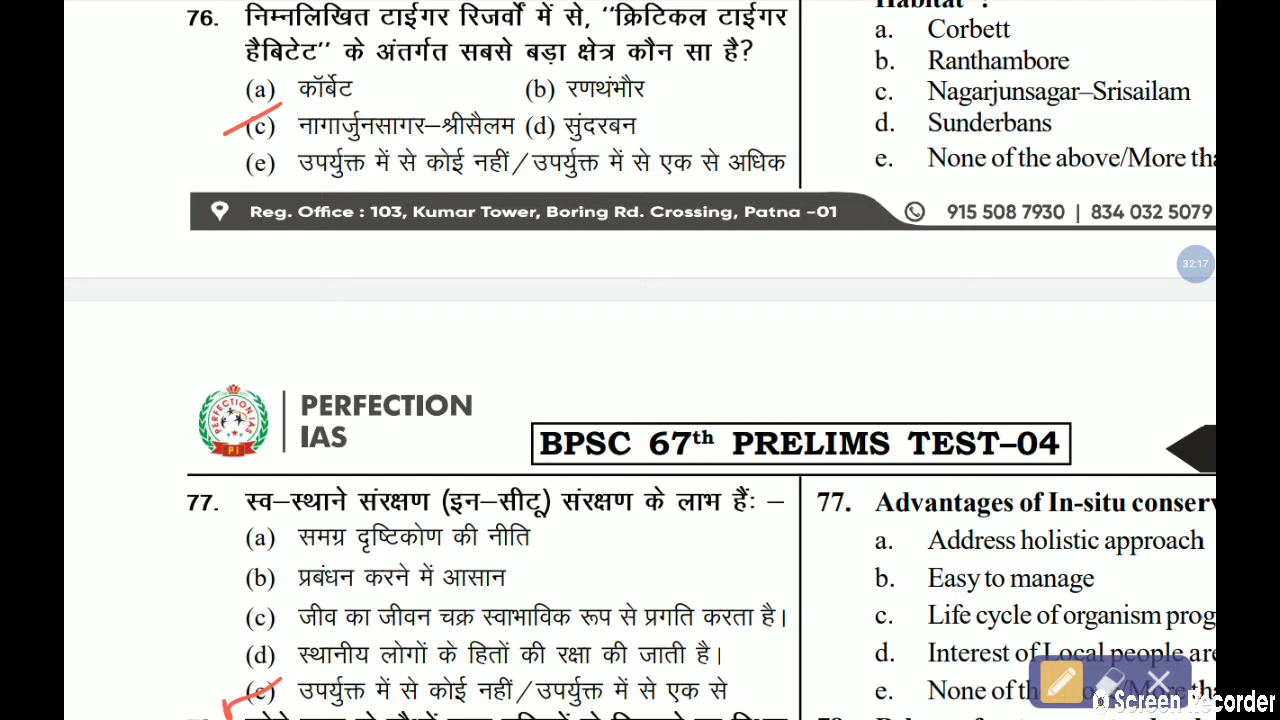 76. निम्नलिखित टाईगर रिजर्वों में से, "क्रिटिकल टाईगर
हैबिटेट" के अंतर्गत सबसे बड़ा क्षेत्र कौन सा है?
(a) कॉर्बेट (b) रणथंभौर
(c) नागार्जुनसागर–श्रीसैलम (d) सुंदरबन
(e) उपर्युक्त में से कोई नहीं/उपर्युक्त में से एक से अधिक
a. Corbett
b. Ranthambore
c. Nagarjunsagar–Srisailam
d. Sunderbans
e. None of the above/More tha
Reg. Office : 103, Kumar Tower, Boring Rd. Crossing, Patna -01 915 508 7930 | 834 032 5079
32:17
PERFECTION
IAS
PERFECTION IAS
PI
BPSC 67th PRELIMS TEST–04
77. स्व–स्थाने संरक्षण (इन–सीटू) संरक्षण के लाभ हैंः –
(a) समग्र दृष्टिकोण की नीति
(b) प्रबंधन करने में आसान
(c) जीव का जीवन चक्र स्वाभाविक रूप से प्रगति करता है।
(d) स्थानीय लोगों के हितों की रक्षा की जाती है।
(e) उपर्युक्त में से कोई नहीं/उपर्युक्त में से एक से
77. Advantages of In-situ conserv
a. Address holistic approach
b. Easy to manage
c. Life cycle of organism prog
d. Interest of Local people are
e. None of
Screen Recorder